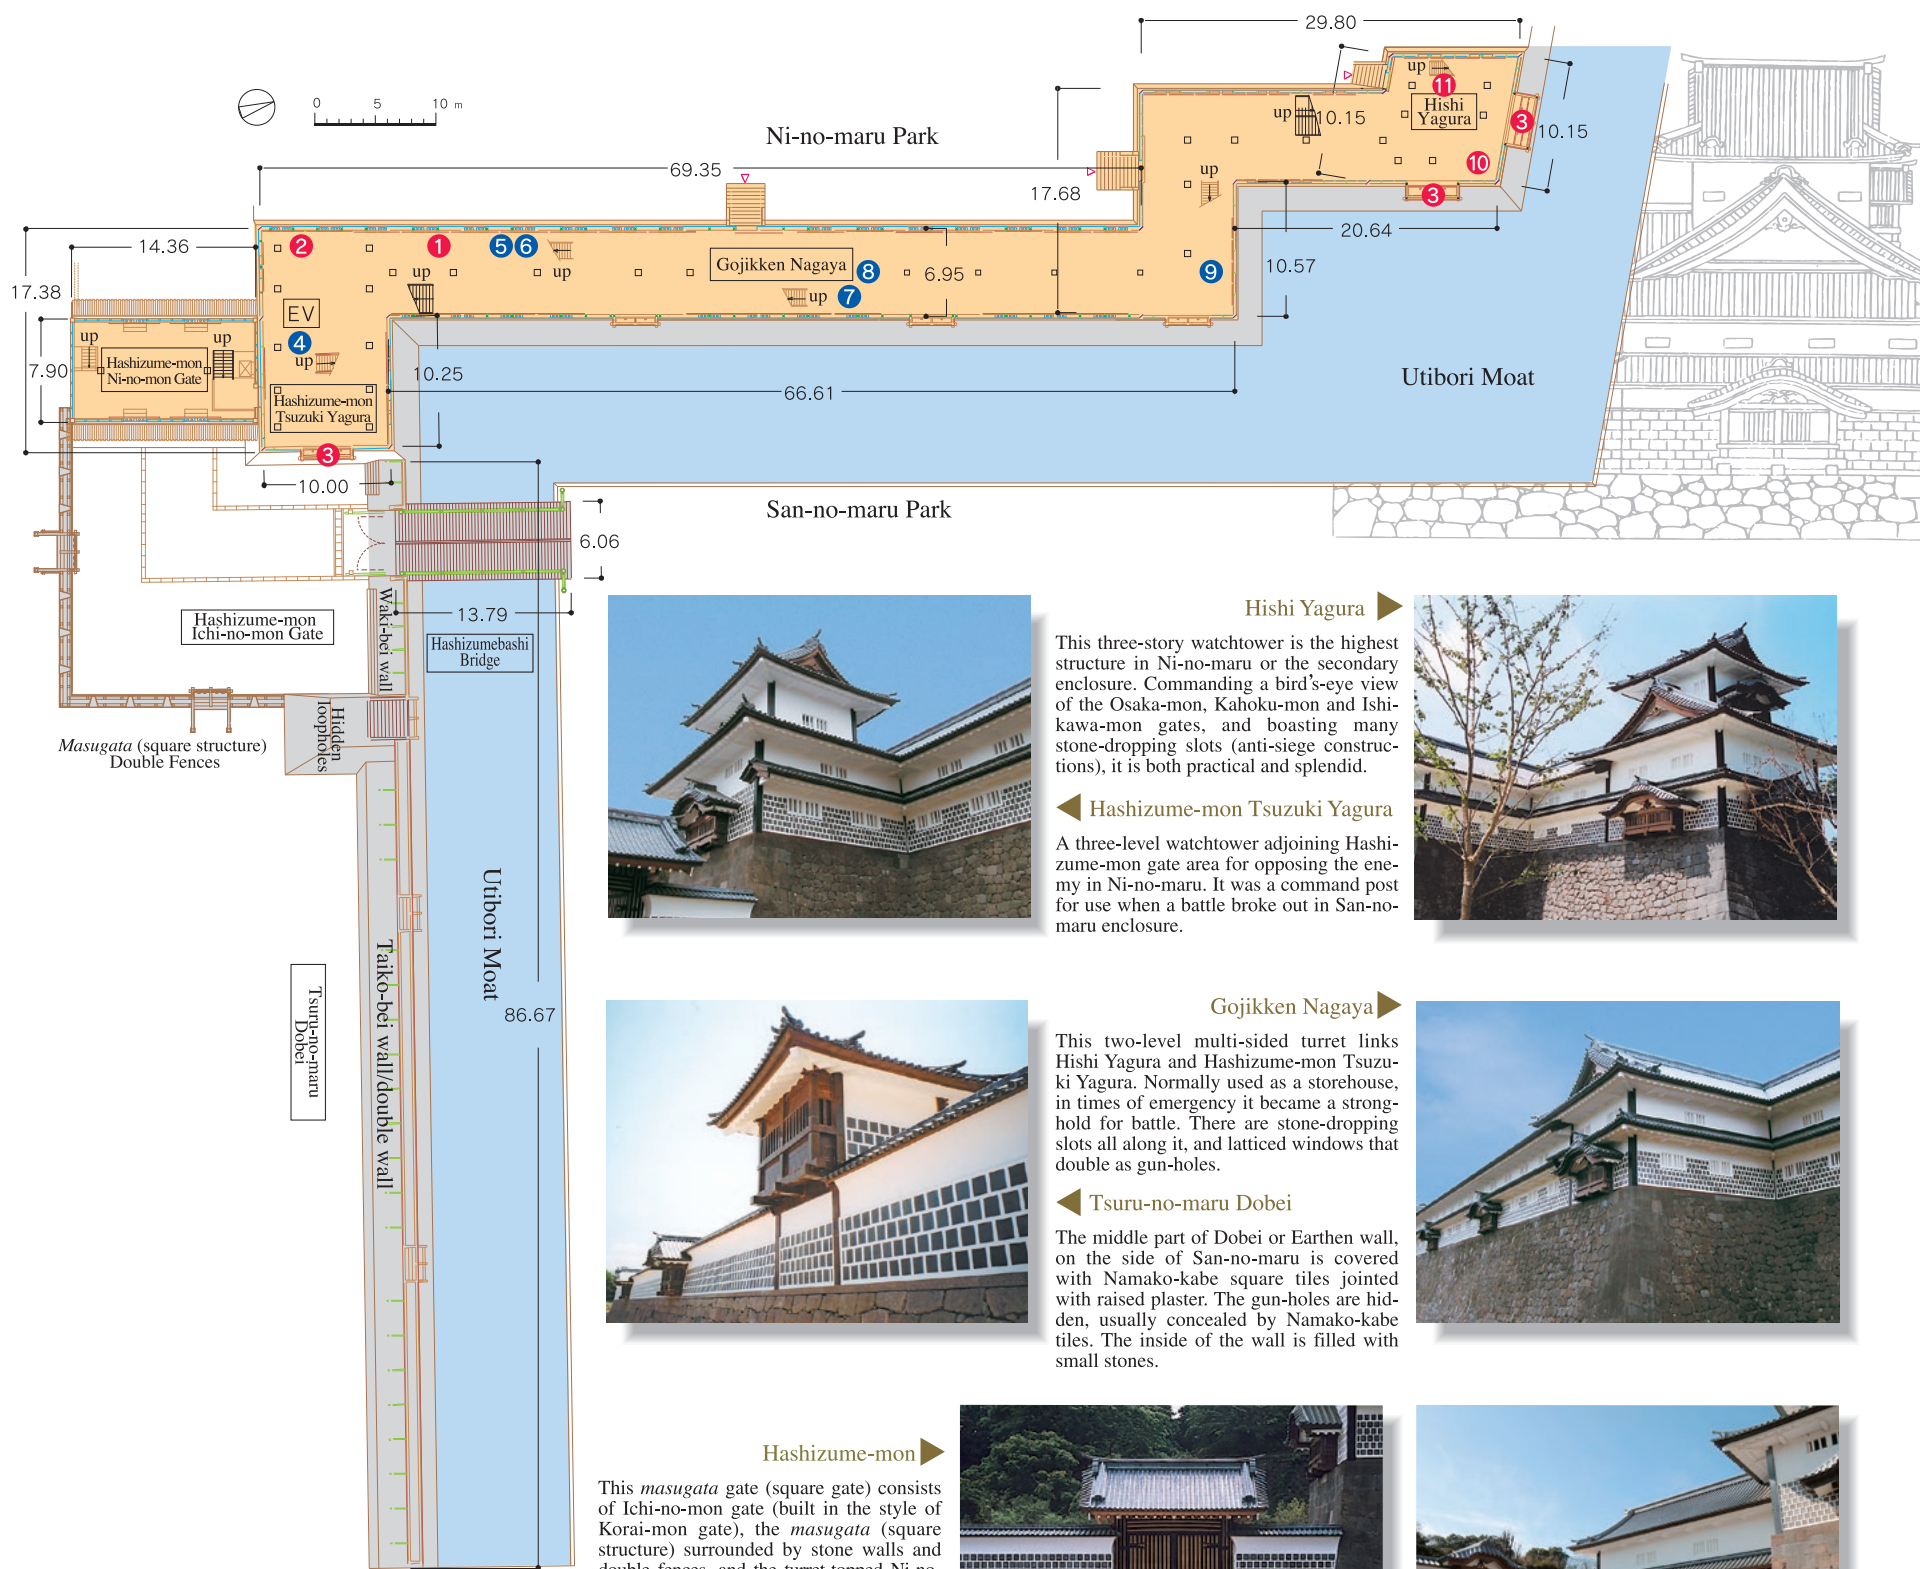 29.80
0 5 10 m
up
11
Hishi
Yagura
3
10.15
up
10.15
Ni-no-maru Park
10
69.35
17.68
up
3
14.36
2
1
5 6
20.64
17.38
up
up
Gojikken Nagaya
8
6.95
9
10.57
7
up
EV
4
up
up
up
7.90
Hashizume-mon
Ni-no-mon Gate
10.25
66.61
Utibori Moat
Hashizume-mon
Tsuzuki Yagura
3
10.00
San-no-maru Park
6.06
13.79
Hashizume-mon
Ichi-no-mon Gate
Waki-bei wall
Hashizumebashi
Bridge
Hidden
loopholes
Masugata (square structure)
Double Fences
Utibori Moat
86.67
Taiko-bei wall/double wall
Tsuru-no-maru
Dobei
Hishi Yagura
This three-story watchtower is the highest
structure in Ni-no-maru or the secondary
enclosure. Commanding a bird's-eye view
of the Osaka-mon, Kahoku-mon and Ishi-
kawa-mon gates, and boasting many
stone-dropping slots (anti-siege construc-
tions), it is both practical and splendid.
Hashizume-mon Tsuzuki Yagura
A three-level watchtower adjoining Hashi-
zume-mon gate area for opposing the ene-
my in Ni-no-maru. It was a command post
for use when a battle broke out in San-no-
maru enclosure.
Gojikken Nagaya
This two-level multi-sided turret links
Hishi Yagura and Hashizume-mon Tsuzu-
ki Yagura. Normally used as a storehouse,
in times of emergency it became a strong-
hold for battle. There are stone-dropping
slots all along it, and latticed windows that
double as gun-holes.
Tsuru-no-maru Dobei
The middle part of Dobei or Earthen wall,
on the side of San-no-maru is covered
with Namako-kabe square tiles jointed
with raised plaster. The gun-holes are hid-
den, usually concealed by Namako-kabe
tiles. The inside of the wall is filled with
small stones.
Hashizume-mon
This masugata gate (square gate) consists
of Ichi-no-mon gate (built in the style of
Korai-mon gate), the masugata (square
structure) surrounded by stone walls and
double fences, and the turret-topped Ni-no-